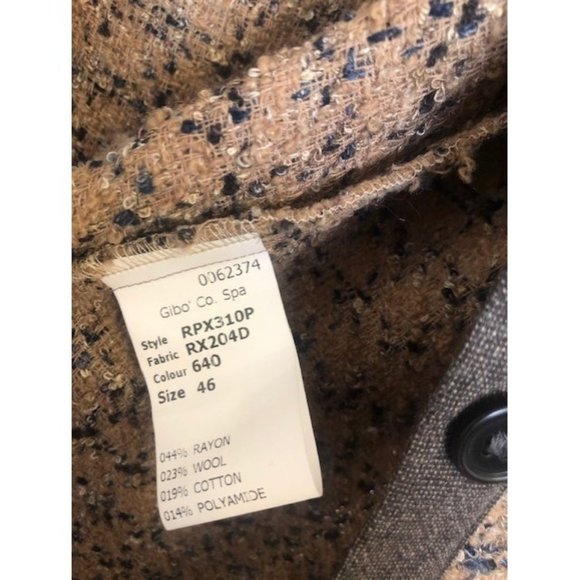 0062374
Gibo' Co. Spa
Style RPX310P
Fabric RX204D
Colour 640
Size 46
044% RAYON
023% WOOL
019% COTTON
014% POLYAMIDE